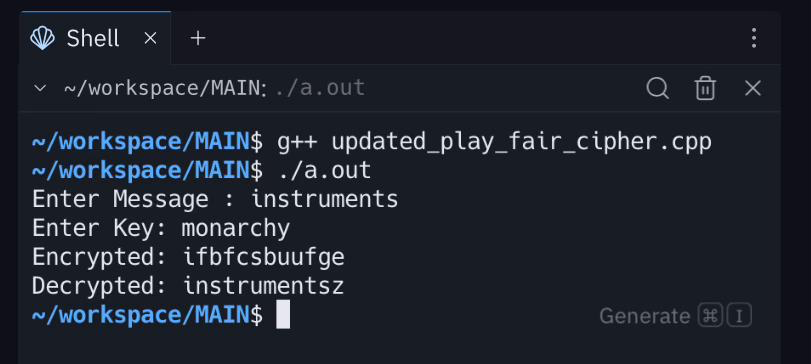 Shell × +
~/workspace/MAIN: ./a.out
~/workspace/MAIN$ g++ updated_play_fair_cipher.cpp
~/workspace/MAIN$ ./a.out
Enter Message : instruments
Enter Key: monarchy
Encrypted: ifbfcsbuufge
Decrypted: instrumentsz
~/workspace/MAIN$
Generate ⌘ I